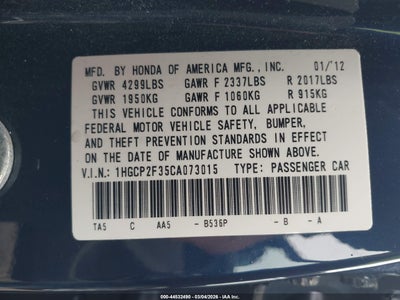 MFD. BY HONDA OF AMERICA MFG., INC. 01/12
GVWR 4299LBS GAWR F 2337LBS R 2017LBS
GVWR 1950KG GAWR F 1060KG R 915KG
THIS VEHICLE CONFORMS TO ALL APPLICABLE
FEDERAL MOTOR VEHICLE SAFETY, BUMPER,
AND THEFT PREVENTION STANDARDS IN EFFECT
ON THE DATE OF MANUFACTURE SHOWN ABOVE.
V.I.N.: 1HGCP2F35CA073015 TYPE: PASSENGER CAR
TA5 C AA5 - B536P - B - A
000-44532490 - 03/04/2026 - IAA Inc.